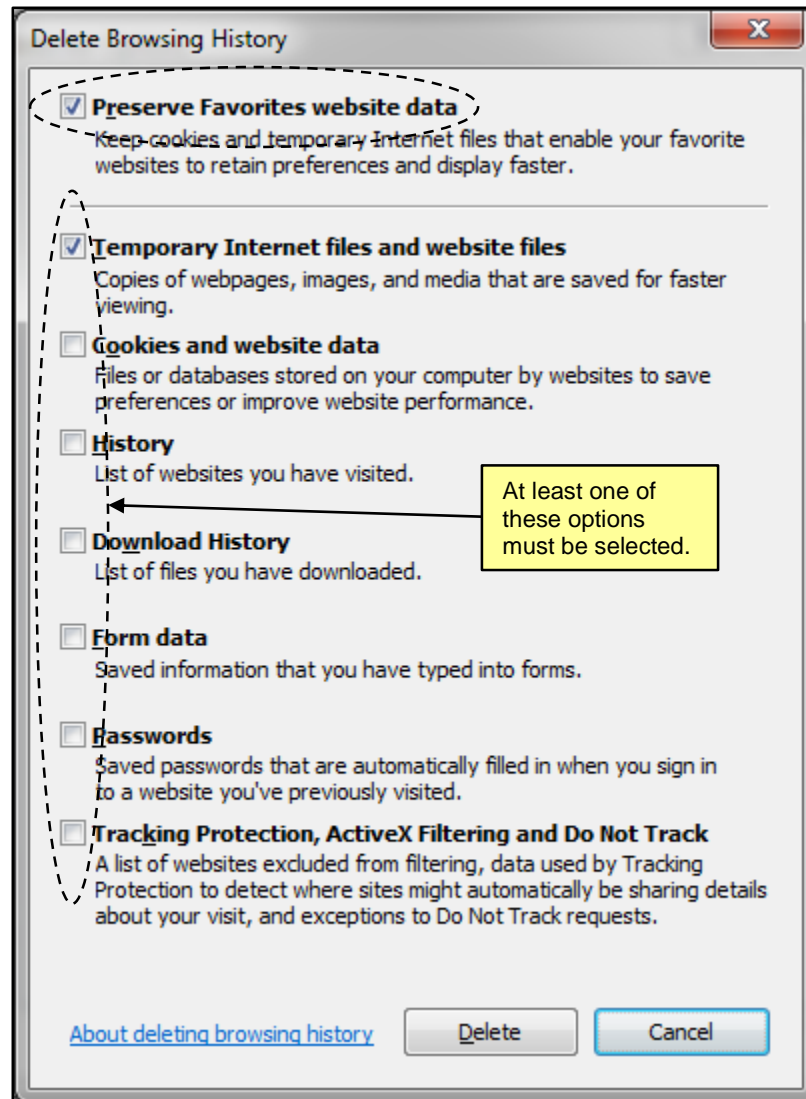 Delete Browsing History
Preserve Favorites website data
Keep cookies and temporary Internet files that enable your favorite
websites to retain preferences and display faster.
Temporary Internet files and website files
Copies of webpages, images, and media that are saved for faster
viewing.
Cookies and website data
Files or databases stored on your computer by websites to save
preferences or improve website performance.
History
List of websites you have visited.
At least one of
these options
must be selected.
Download History
List of files you have downloaded.
Form data
Saved information that you have typed into forms.
Passwords
Saved passwords that are automatically filled in when you sign in
to a website you've previously visited.
Tracking Protection, ActiveX Filtering and Do Not Track
A list of websites excluded from filtering, data used by Tracking
Protection to detect where sites might automatically be sharing details
about your visit, and exceptions to Do Not Track requests.
About deleting browsing history
Delete
Cancel